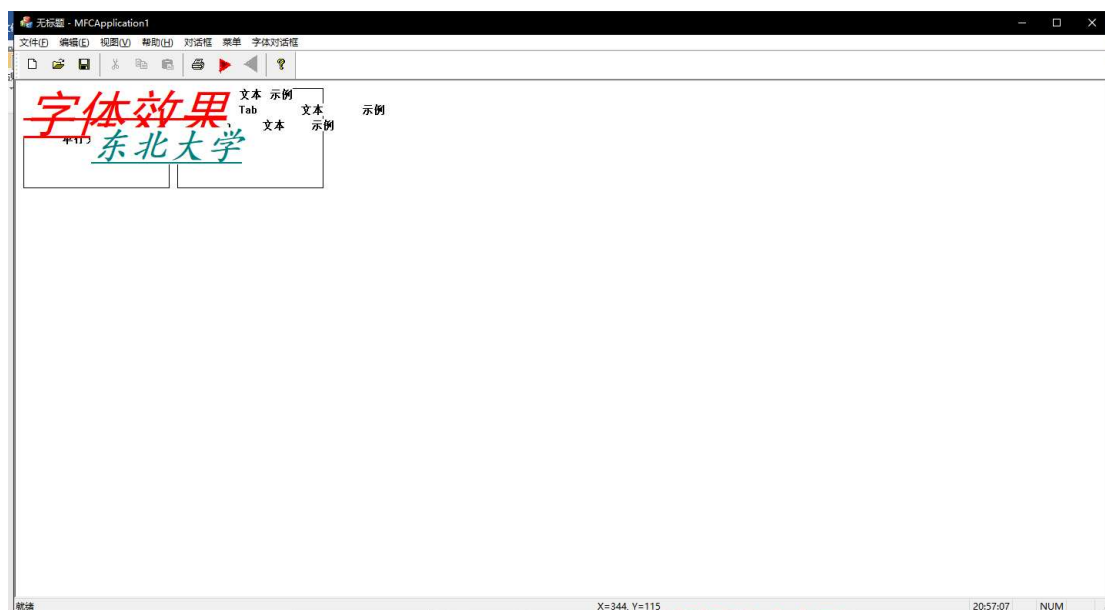 无标题 - MFCApplication1
文件(F) 编辑(E) 视图(V) 帮助(H) 对话框 菜单 字体对话框
字体效果
文本 示例
Tab 文本 示例
文本 示例
单行
东北大学
就绪 X=344, Y=115 20:57:07 NUM